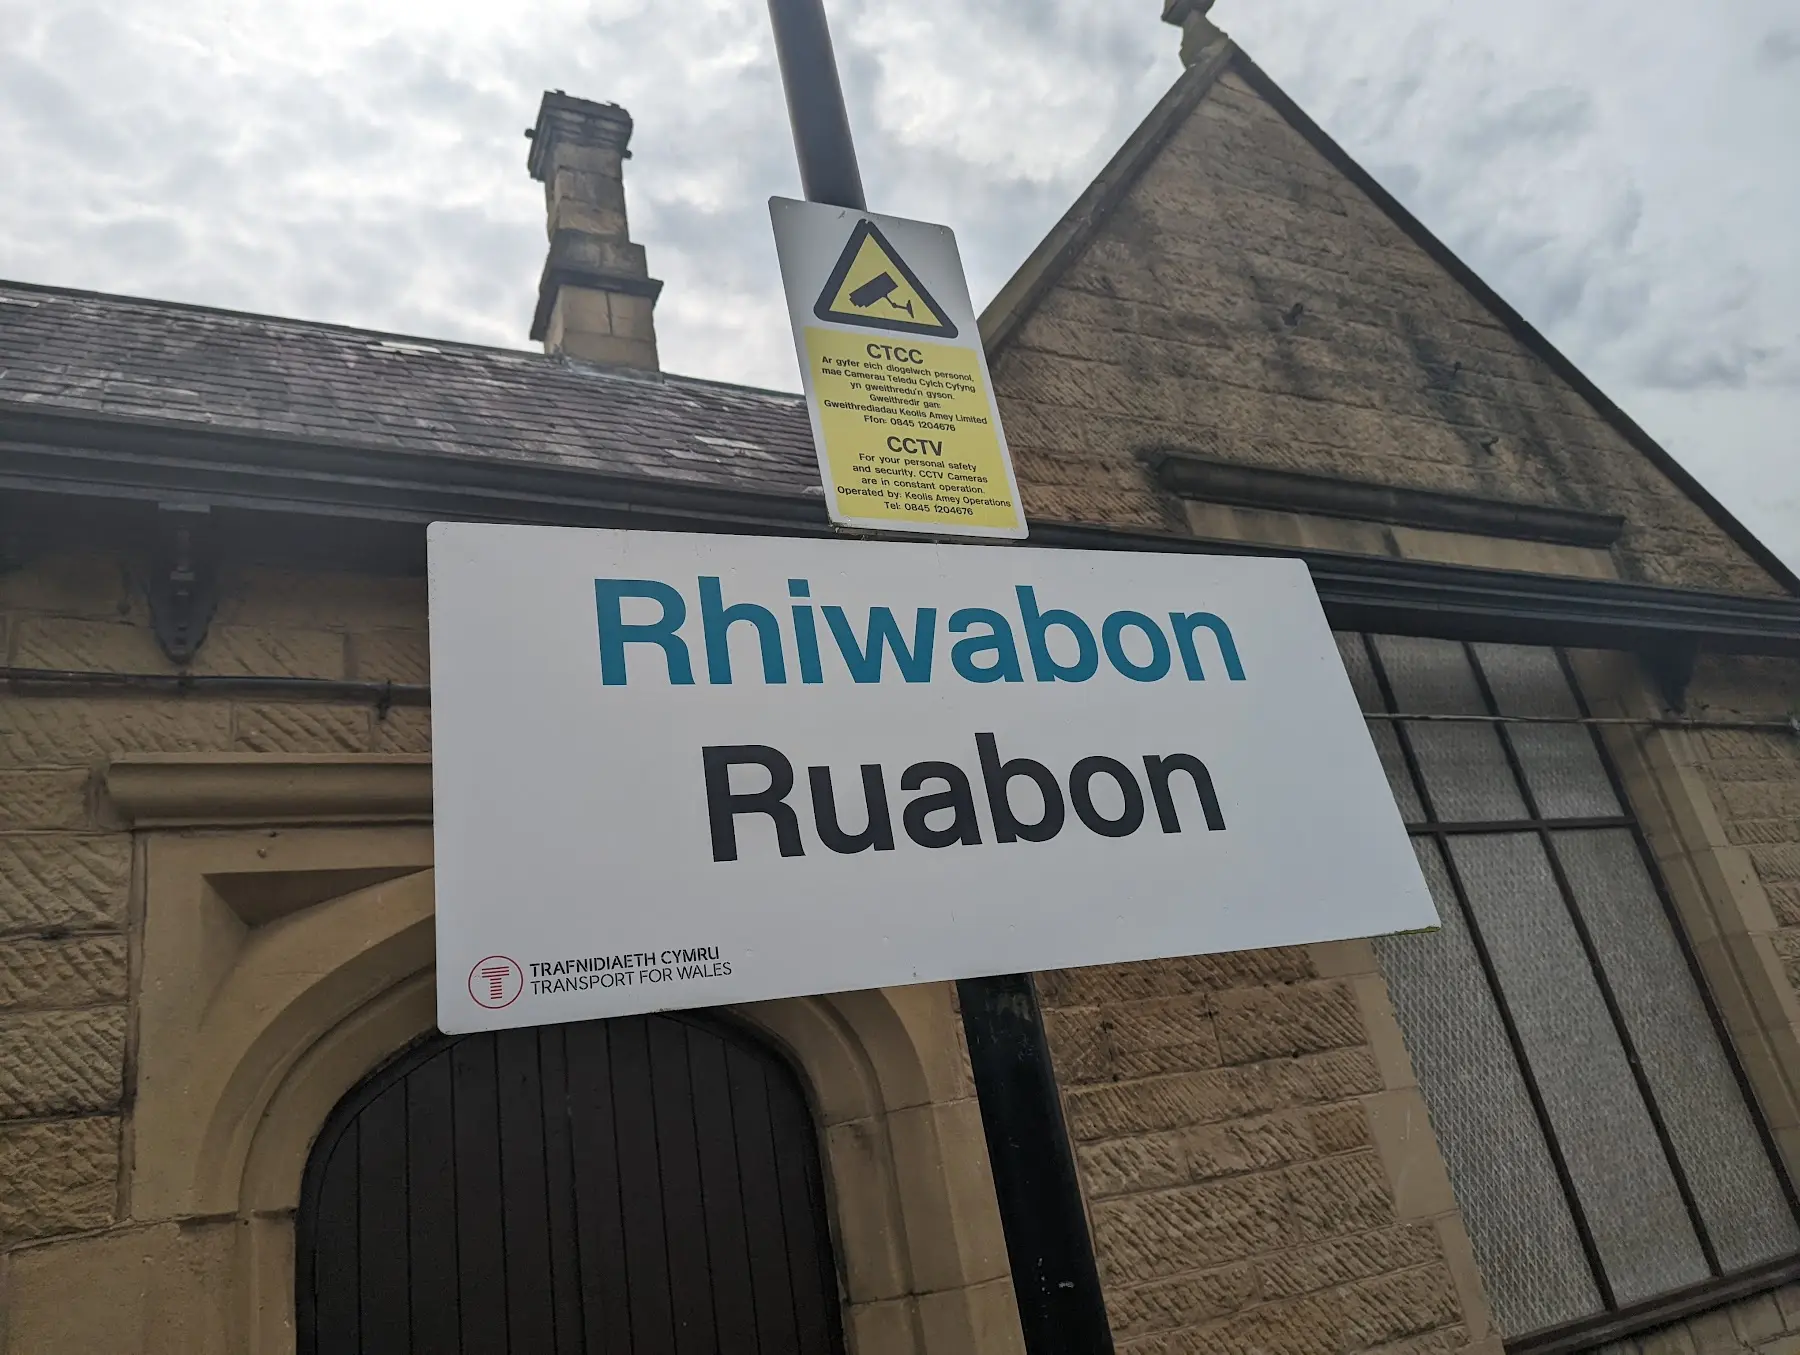 CTCC
Ar gyfer eich diogelwch personol,
mae Camerau Teledu Cylch Cyfyng
yn gweithredu'n gyson.
Gweithredir gan:
Gweithrediadau Keolis Amey Limited
Ffon: 0845 1204676
CCTV
For your personal safety
and security, CCTV Cameras
are in constant operation.
Operated by: Keolis Amey Operations
Tel: 0845 1204676
Rhiwabon
Ruabon
T
TRAFNIDIAETH CYMRU
TRANSPORT FOR WALES